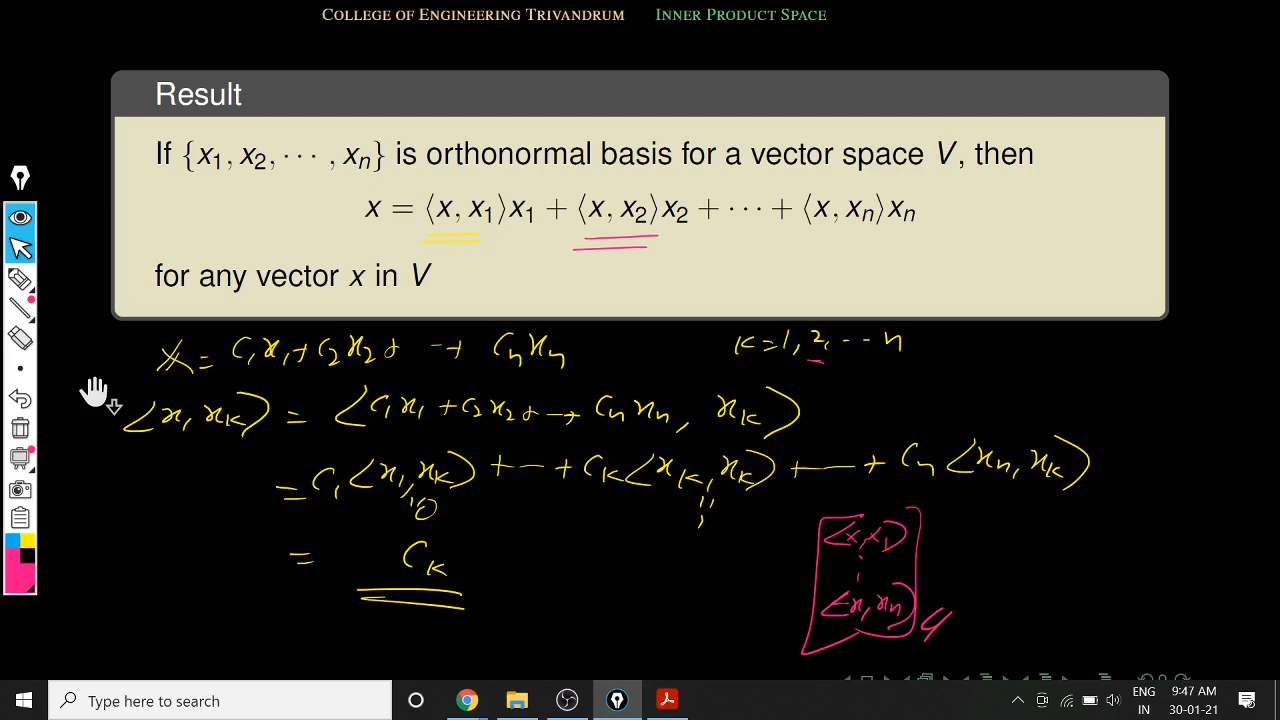 COLLEGE OF ENGINEERING TRIVANDRUM INNER PRODUCT SPACE
Result
If {x₁, x₂, ⋯ , xₙ} is orthonormal basis for a vector space V, then
x = ⟨x, x₁⟩x₁ + ⟨x, x₂⟩x₂ + ⋯ + ⟨x, xₙ⟩xₙ
for any vector x in V
x = c₁x₁ + c₂x₂ + --+ cₙxₙ k=1, 2, ⋯ n
⟨x, xₖ⟩ = ⟨c₁x₁ + c₂x₂ + --+ cₙxₙ, xₖ⟩
= c₁⟨x₁, xₖ⟩ + -- + cₖ⟨xₖ, xₖ⟩ + -- + cₙ⟨xₙ, xₖ⟩
"0 "1
= cₖ
⟨x, x₁⟩
⋮
⟨x, xₙ⟩
Type here to search
ENG
IN
9:47 AM
30-01-21